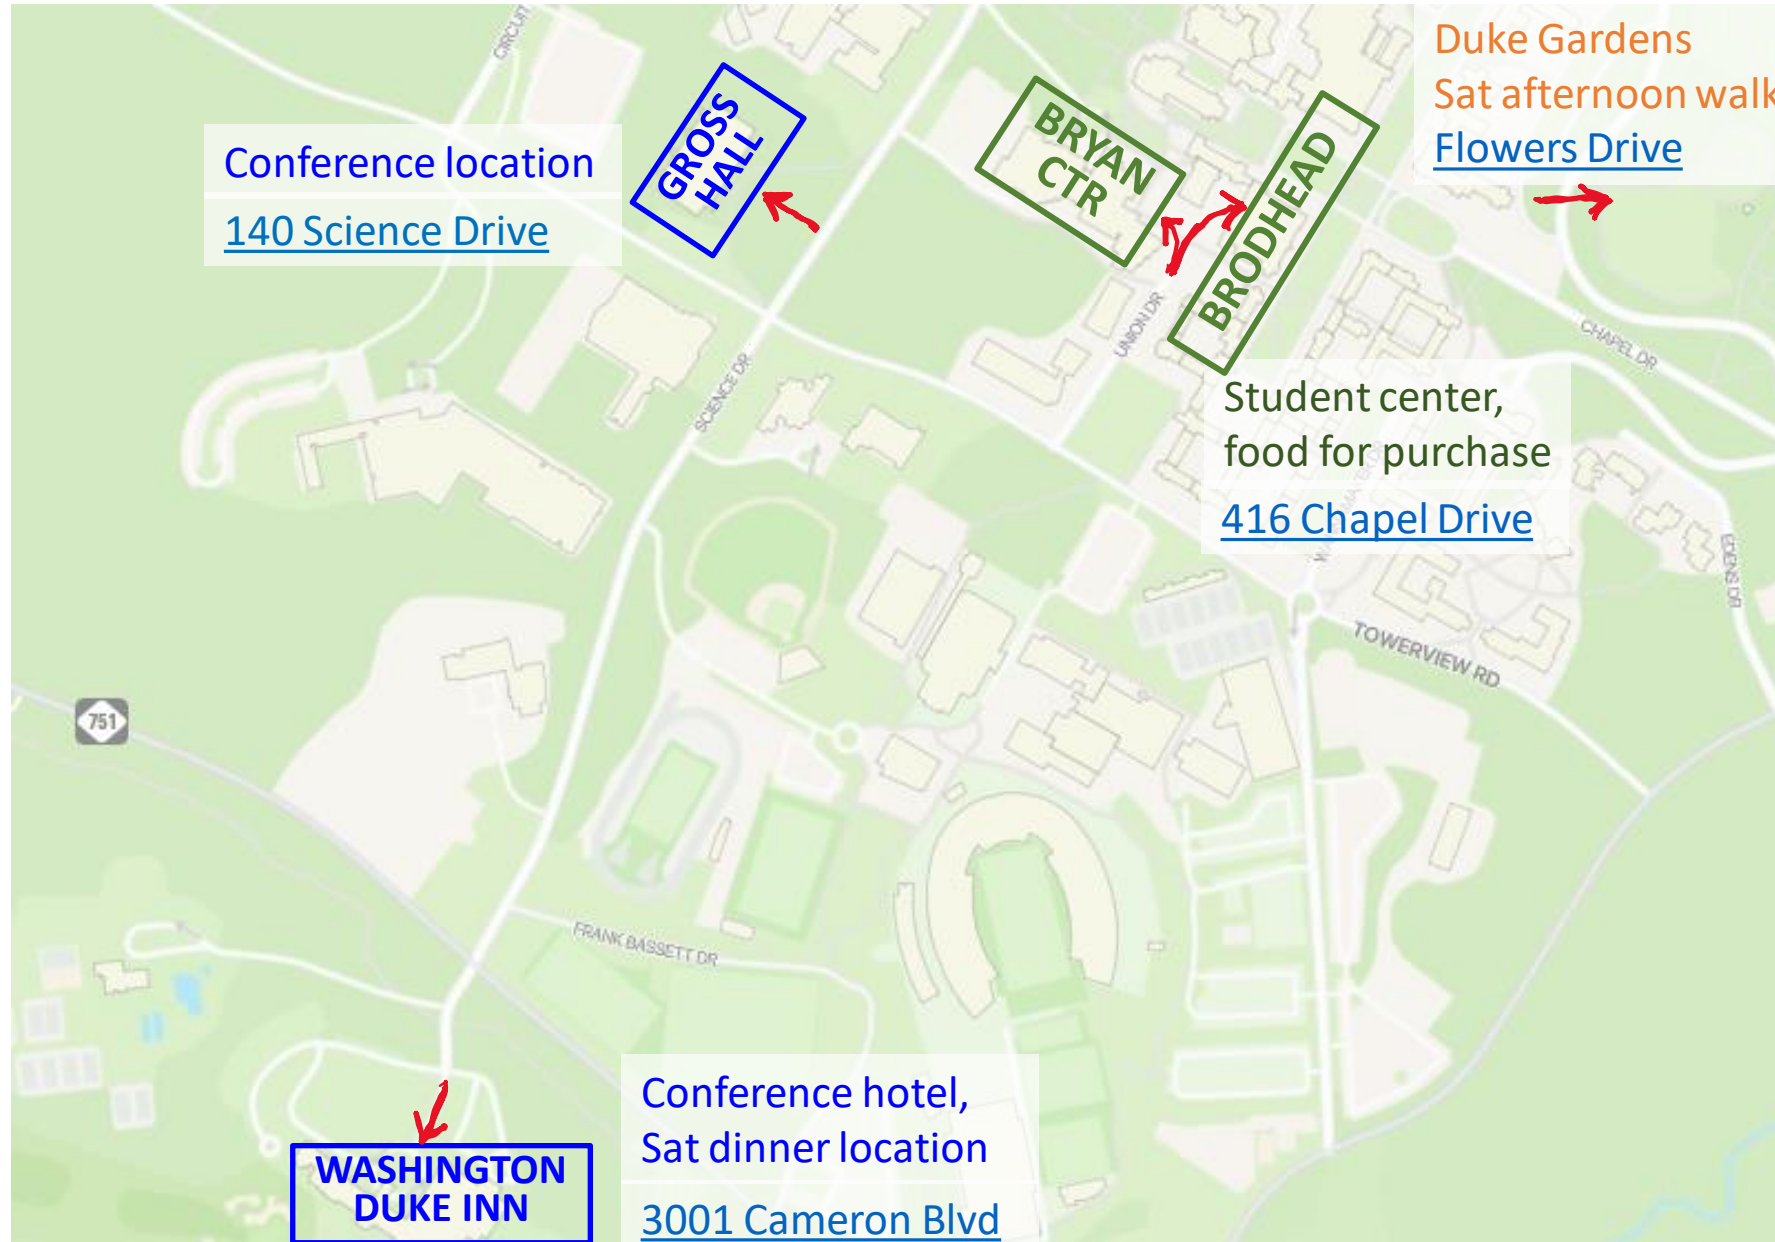 CIRCUIT
Duke Gardens
Sat afternoon walk
Flowers Drive
Conference location
140 Science Drive
GROSS
HALL
BRYAN
CTR
BRODHEAD
UNION DR
CHAPEL DR
SCIENCE DR
Student center,
food for purchase
416 Chapel Drive
EDENS DR
TOWERVIEW RD
751
FRANK BASSETT DR
Conference hotel,
Sat dinner location
3001 Cameron Blvd
WASHINGTON
DUKE INN